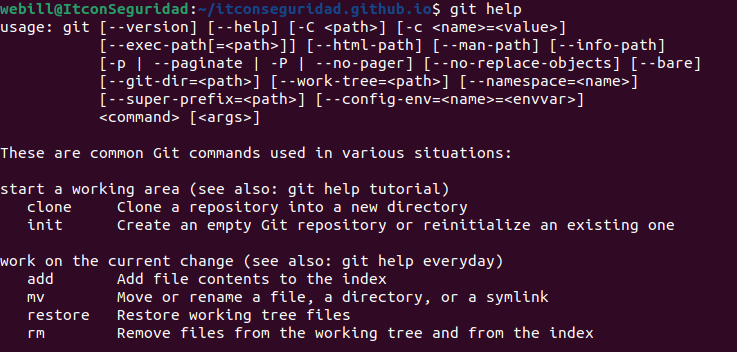 webill@ItconSeguridad:~/itconseguridad.github.io$ git help
usage: git [--version] [--help] [-C <path>] [-c <name>=<value>]
           [--exec-path[=<path>]] [--html-path] [--man-path] [--info-path]
           [-p | --paginate | -P | --no-pager] [--no-replace-objects] [--bare]
           [--git-dir=<path>] [--work-tree=<path>] [--namespace=<name>]
           [--super-prefix=<path>] [--config-env=<name>=<envvar>]
           <command> [<args>]

These are common Git commands used in various situations:

start a working area (see also: git help tutorial)
   clone     Clone a repository into a new directory
   init      Create an empty Git repository or reinitialize an existing one

work on the current change (see also: git help everyday)
   add       Add file contents to the index
   mv        Move or rename a file, a directory, or a symlink
   restore   Restore working tree files
   rm        Remove files from the working tree and from the index